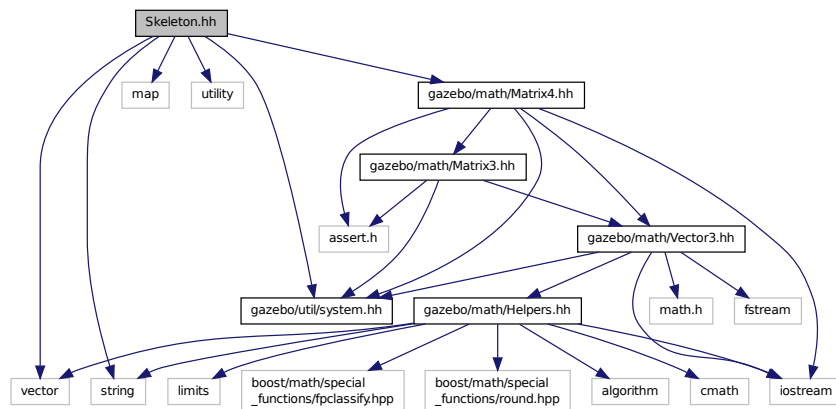 Skeleton.hh
map
utility
gazebo/math/Matrix4.hh
gazebo/math/Matrix3.hh
assert.h
gazebo/math/Vector3.hh
gazebo/util/system.hh
gazebo/math/Helpers.hh
math.h
fstream
vector
string
limits
boost/math/special
_functions/fpclassify.hpp
boost/math/special
_functions/round.hpp
algorithm
cmath
iostream